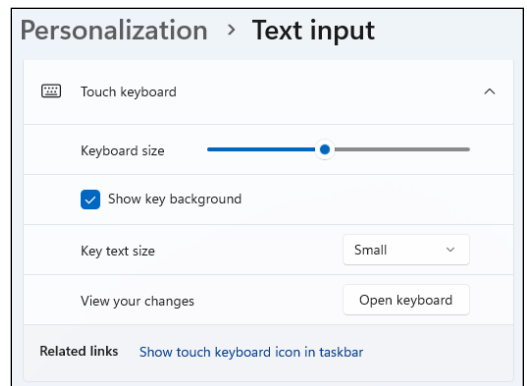 Personalization > Text input
Touch keyboard
Keyboard size
Show key background
Key text size Small
View your changes Open keyboard
Related links Show touch keyboard icon in taskbar